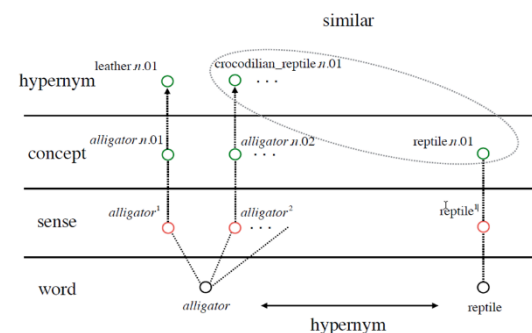 similar
leather.n.01
crocodilian_reptile.n.01
hypernym
. . .
alligator.n.01
alligator.n.02
reptile.n.01
concept
. . .
alligator¹
alligator²
reptile¹
sense
. . .
word
alligator
reptile
hypernym